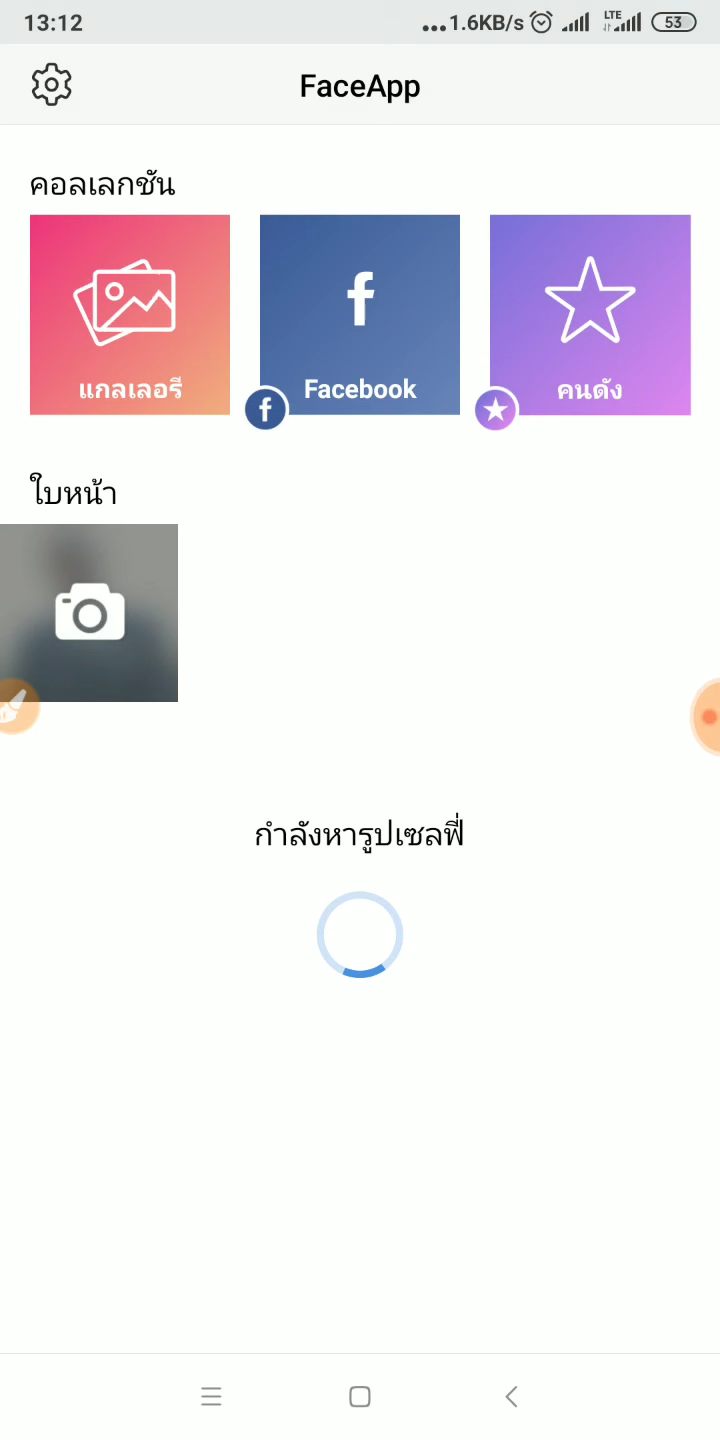 13:12 ...1.6KB/s LTE 53
FaceApp
คอลเลกชัน
แกลเลอรี Facebook คนดัง
ใบหน้า
กำลังหารูปเซลฟี่